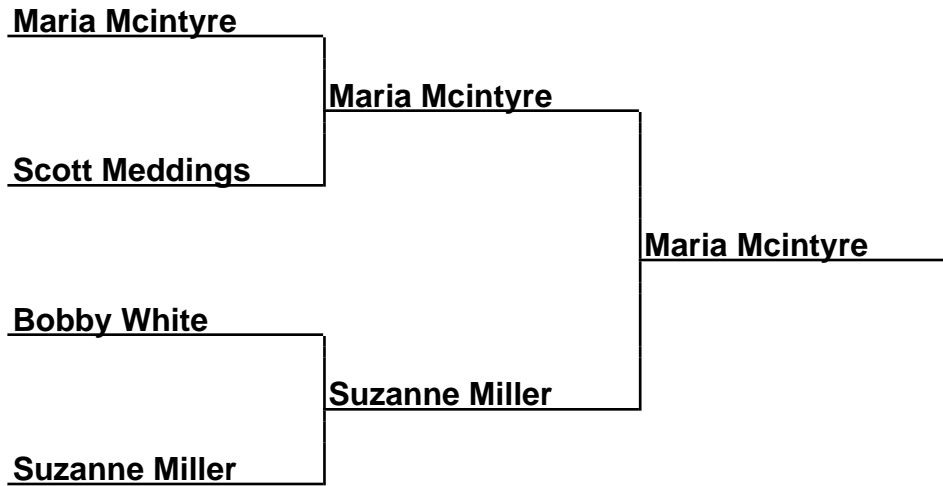 Maria Mcintyre
Maria Mcintyre
Scott Meddings
Maria Mcintyre
Bobby White
Suzanne Miller
Suzanne Miller